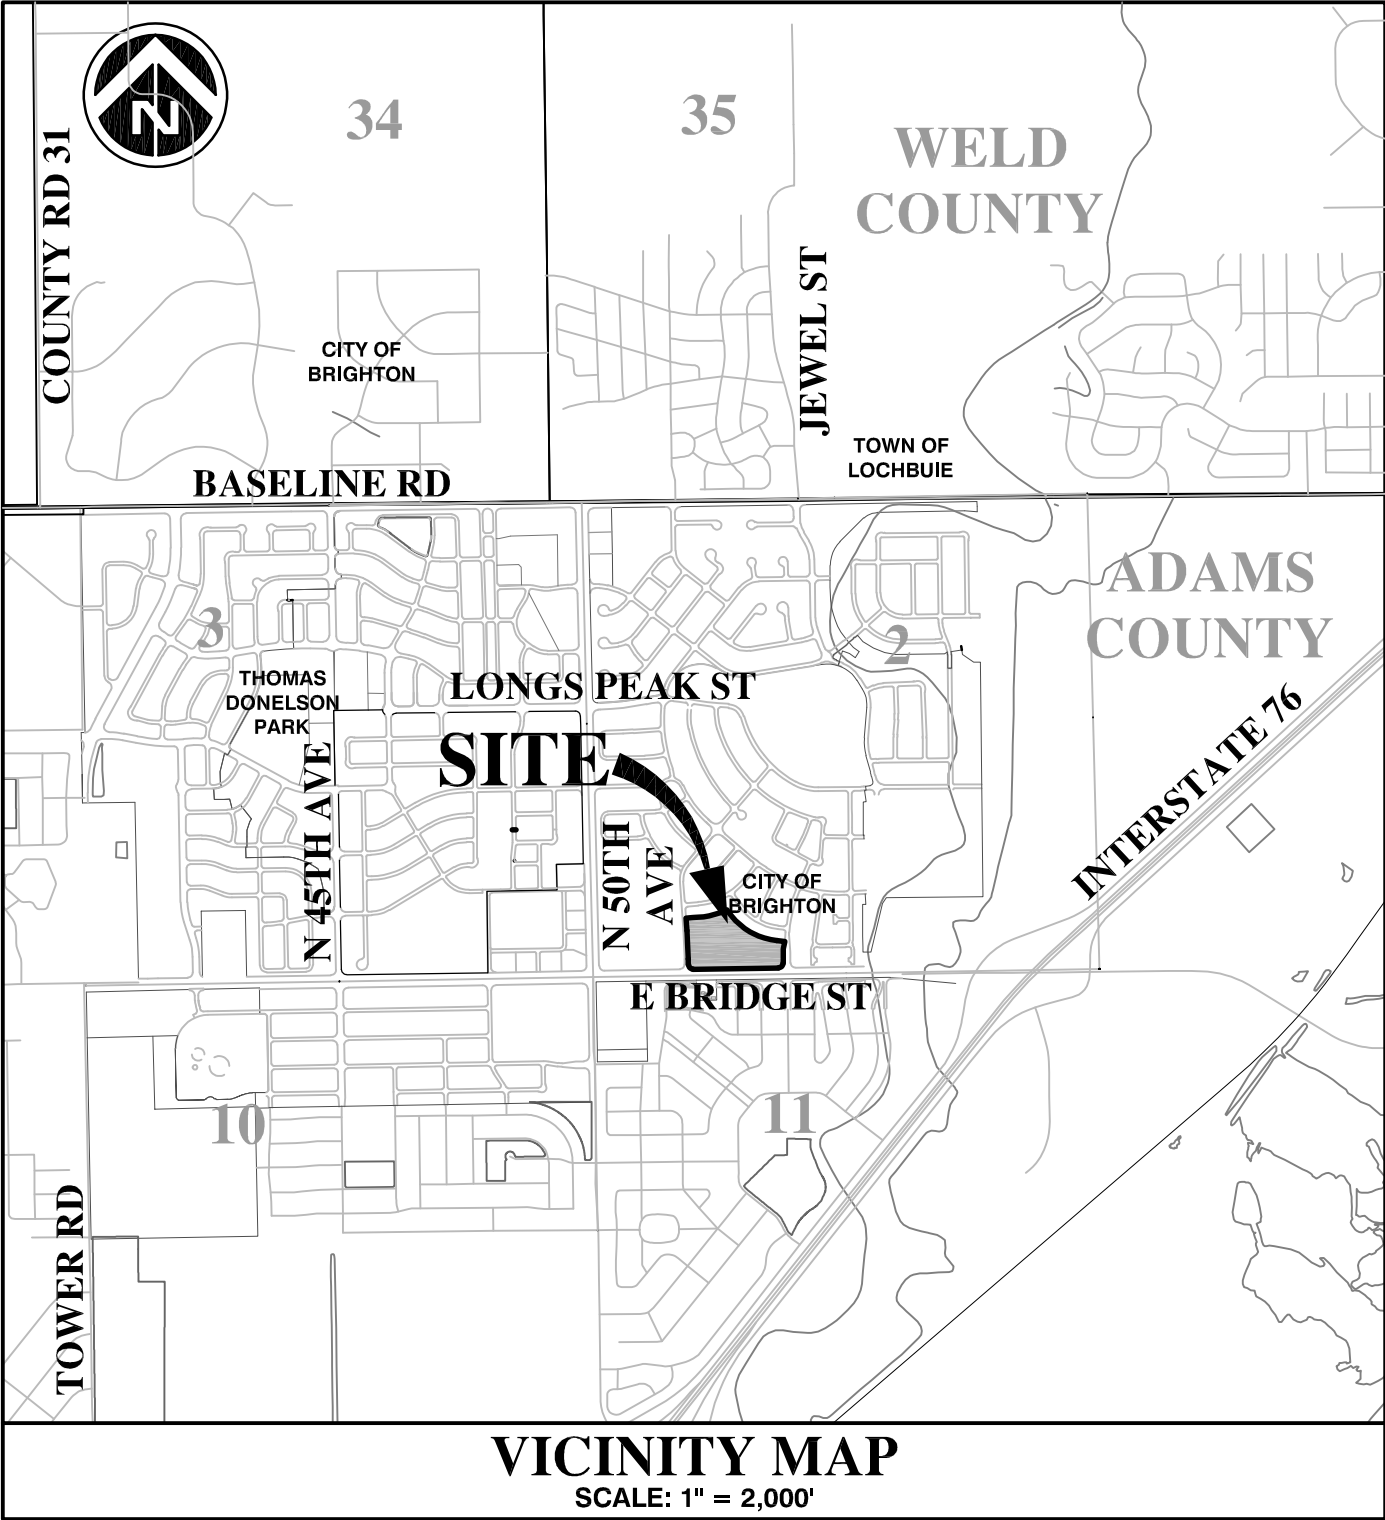 N
34
35
WELD
COUNTY
COUNTY RD 31
JEWEL ST
CITY OF
BRIGHTON
TOWN OF
LOCHBUIE
BASELINE RD
ADAMS
COUNTY
3
2
THOMAS
DONELSON
PARK
LONGS PEAK ST
SITE
INTERSTATE 76
N 45TH AVE
N 50TH
AVE
CITY OF
BRIGHTON
E BRIDGE ST
10
11
TOWER RD
VICINITY MAP
SCALE: 1" = 2,000'